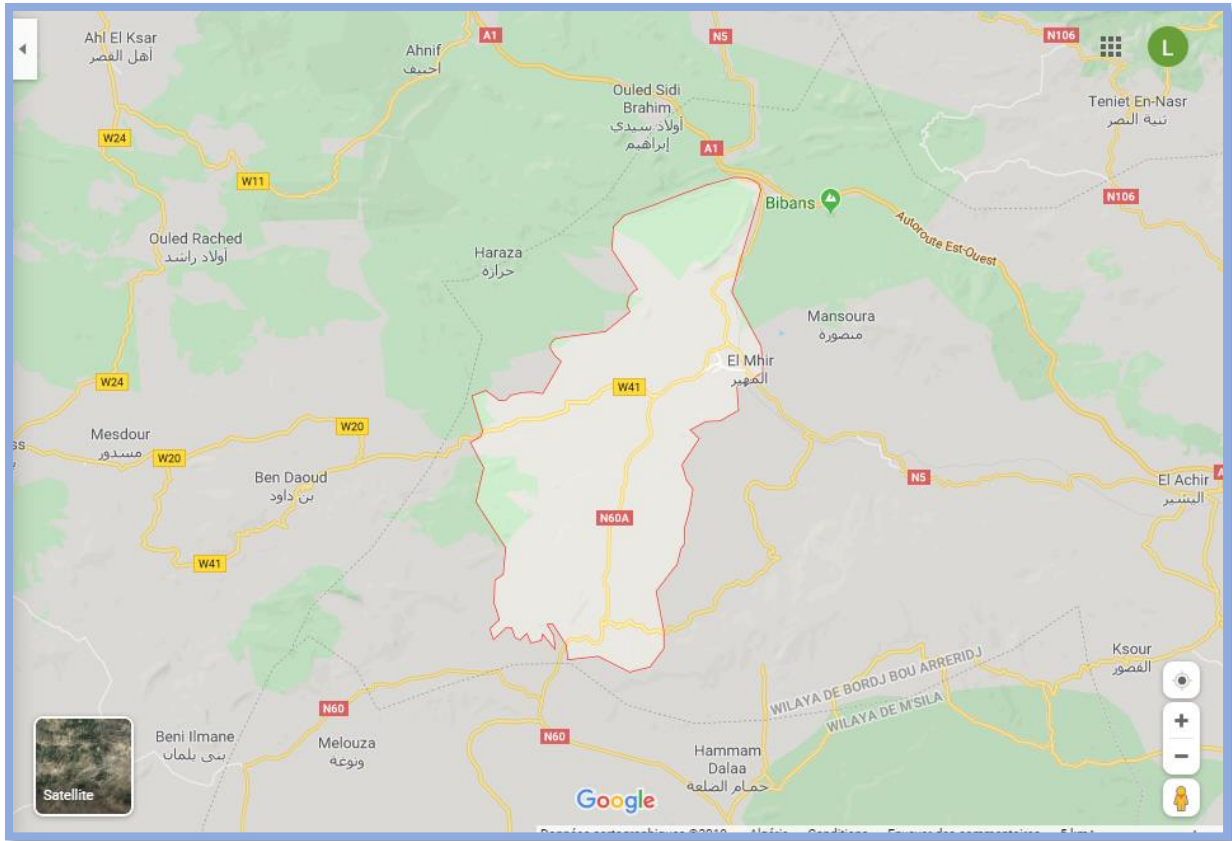 Ahl El Ksar
أهل القصر
A1
N5
N106
L
Ahnif
احنيف
Ouled Sidi
Brahim
أولاد سيدي
إبراهيم
Teniet En-Nasr
ثنية النصر
W24
A1
W11
Bibans
N106
Autoroute Est-Ouest
Ouled Rached
أولاد راشد
Haraza
حرازة
Mansoura
منصورة
El Mhir
المهير
W24
W41
Mesdour
مسدور
W20
W20
Ben Daoud
بن داود
N5
El Achir
اليشير
N60A
W41
Ksour
القصور
WILAYA DE BORDJ BOU ARRERIDJ
WILAYA DE M'SILA
N60
N60
Beni Ilmane
بني يلمان
Melouza
ونوغة
Hammam
Dalaa
حمام الضلعة
+
−
Satellite
Google